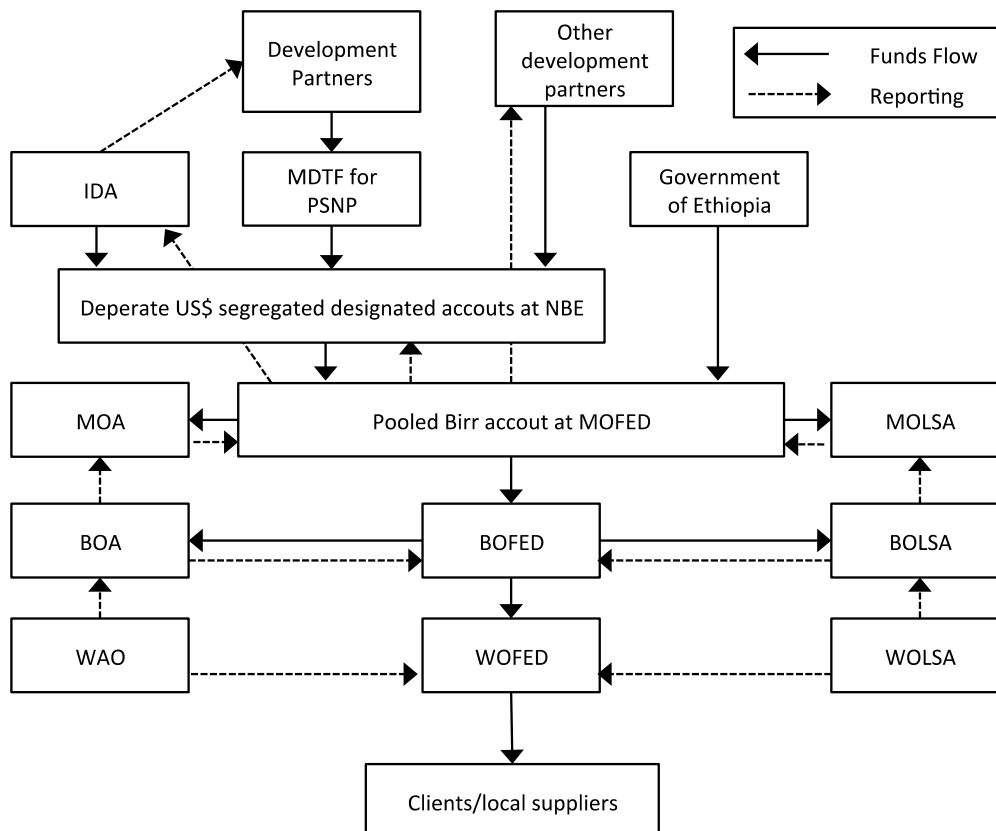 Development
Partners
Other
development
partners
Funds Flow
Reporting
IDA
MDTF for
PSNP
Government
of Ethiopia
Deperate US$ segregated designated accouts at NBE
MOA
Pooled Birr accout at MOFED
MOLSA
BOA
BOFED
BOLSA
WAO
WOFED
WOLSA
Clients/local suppliers